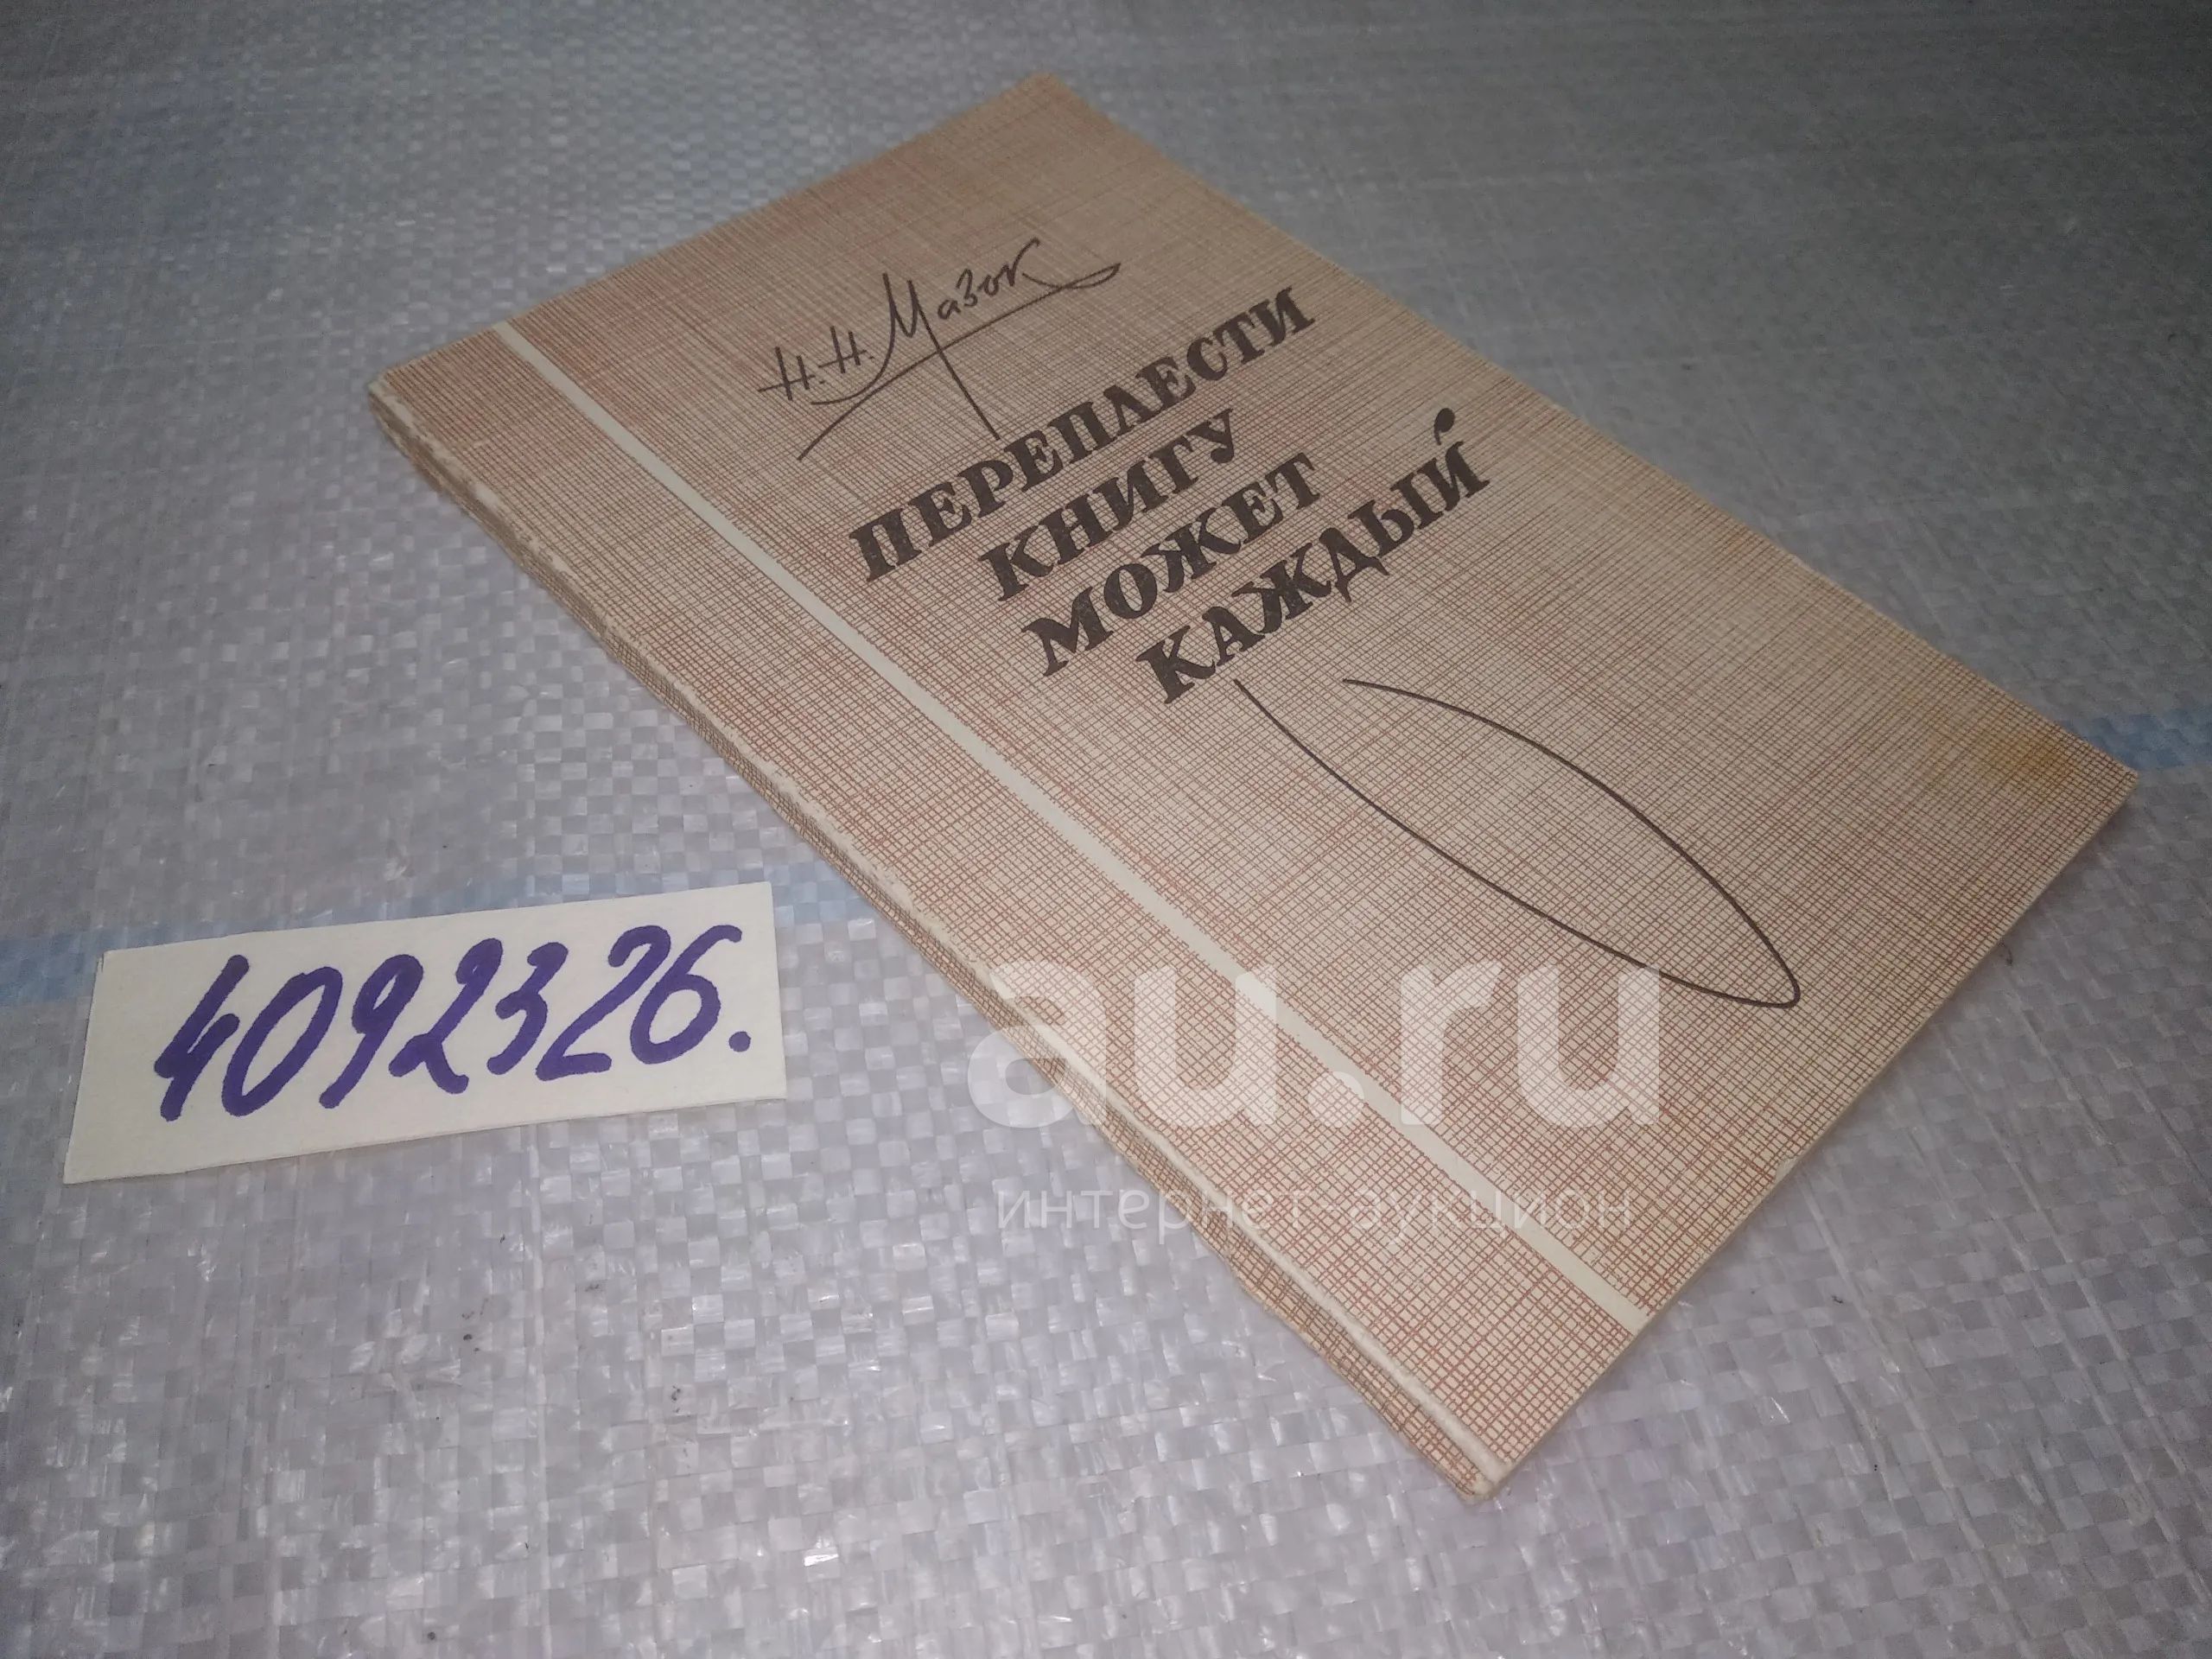 Н.Н. Мазок
ПЕРЕПЛЕСТИ
КНИГУ
МОЖЕТ
КАЖДЫЙ
4092326.
au.ru
интернет-аукцион